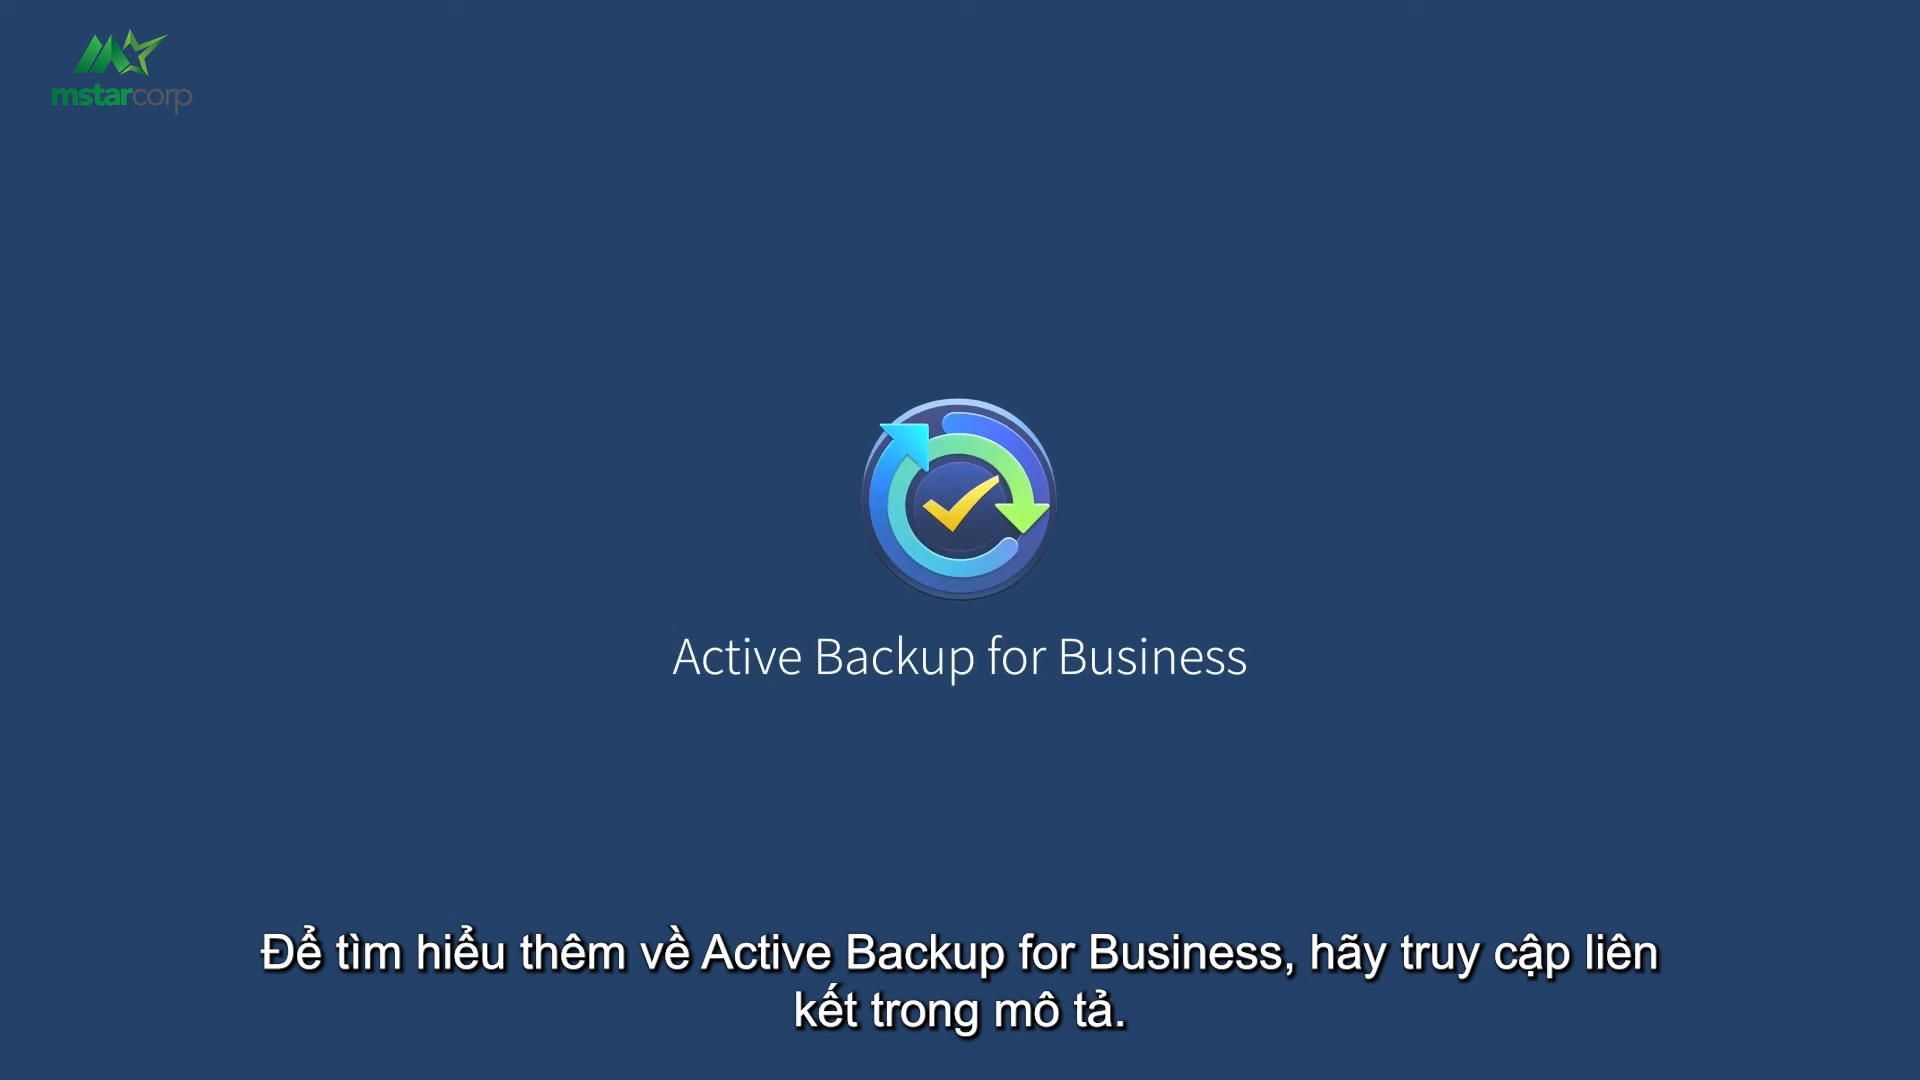 mstarcorp
Active Backup for Business
Để tìm hiểu thêm về Active Backup for Business, hãy truy cập liên
kết trong mô tả.